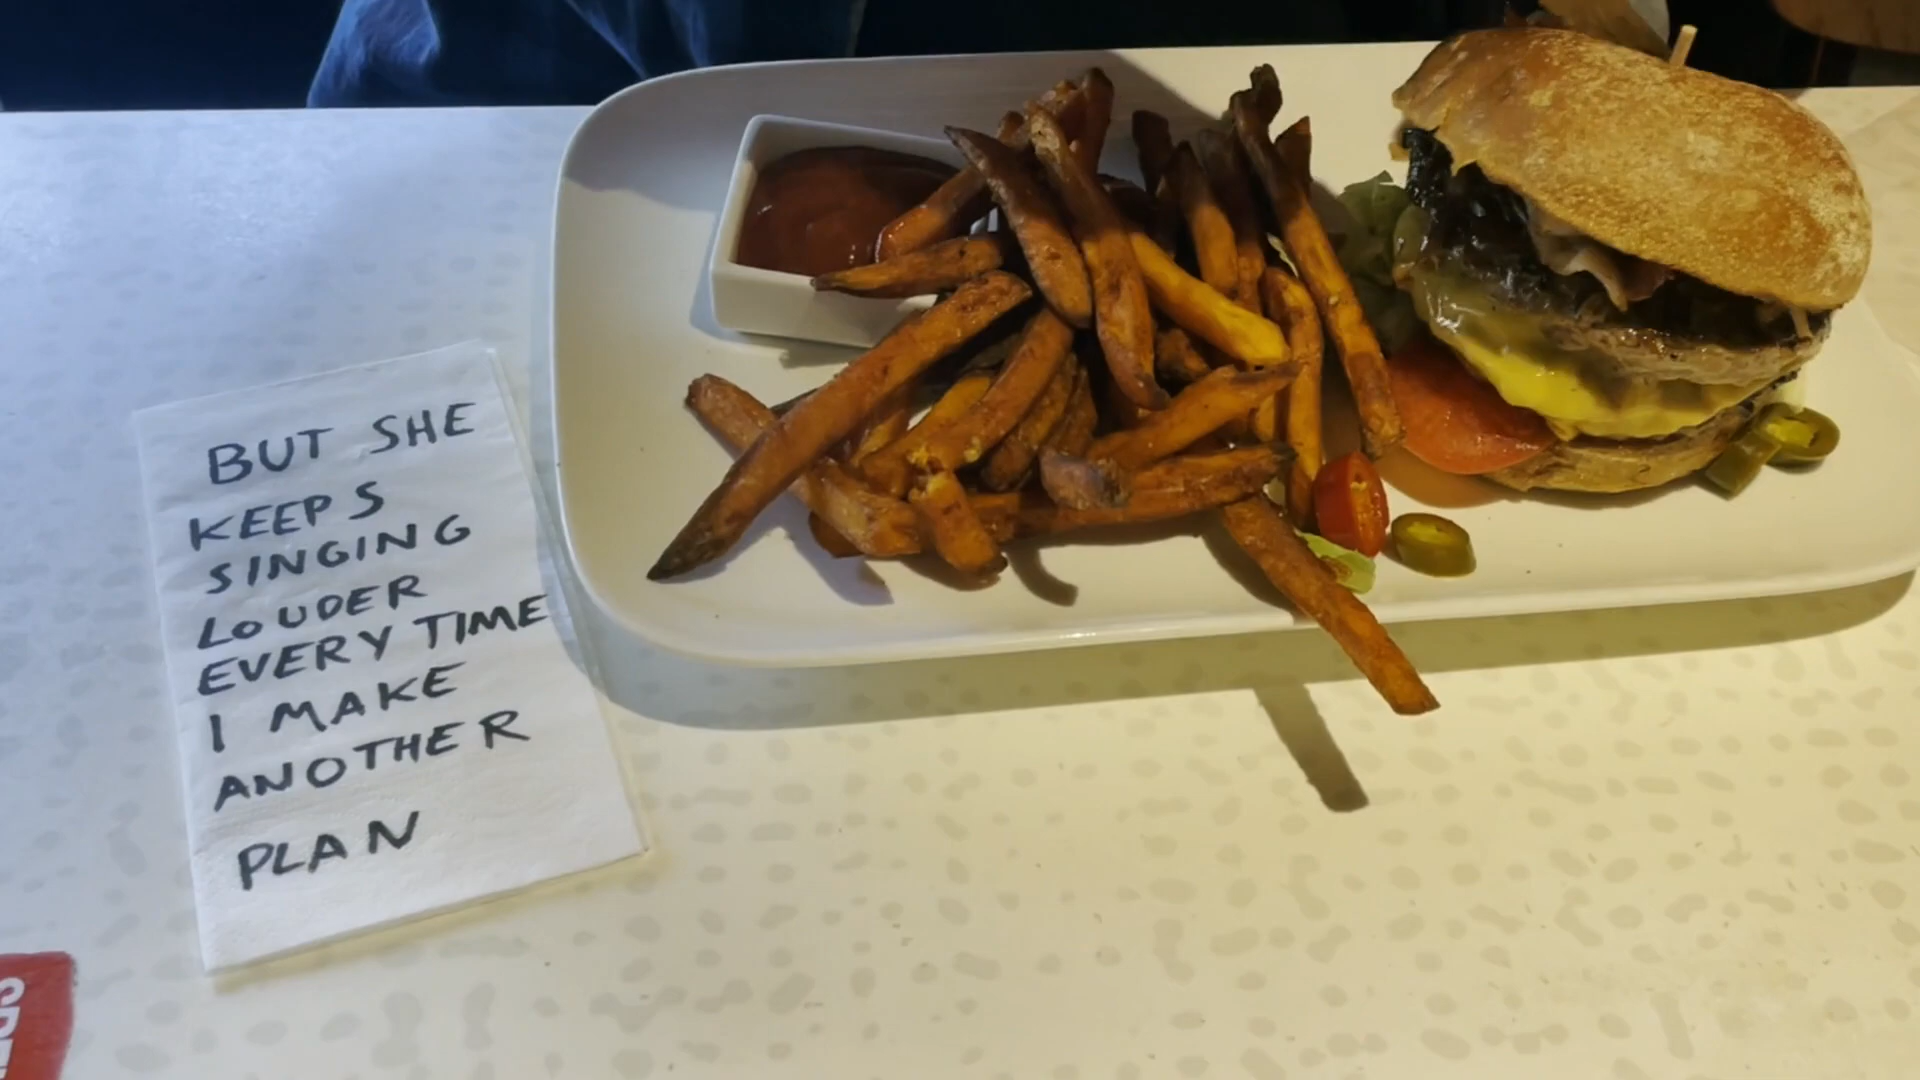 BUT SHE
KEEPS
SINGING
LOUDER
EVERY TIME
I MAKE
ANOTHER
PLAN